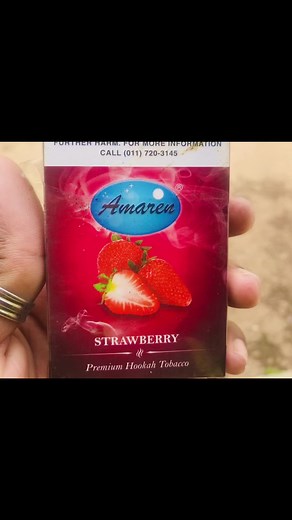 FURTHER HARM. FOR MORE INFORMATION
CALL (011) 720-3145
Amaren®
STRAWBERRY
Premium Hookah Tobacco